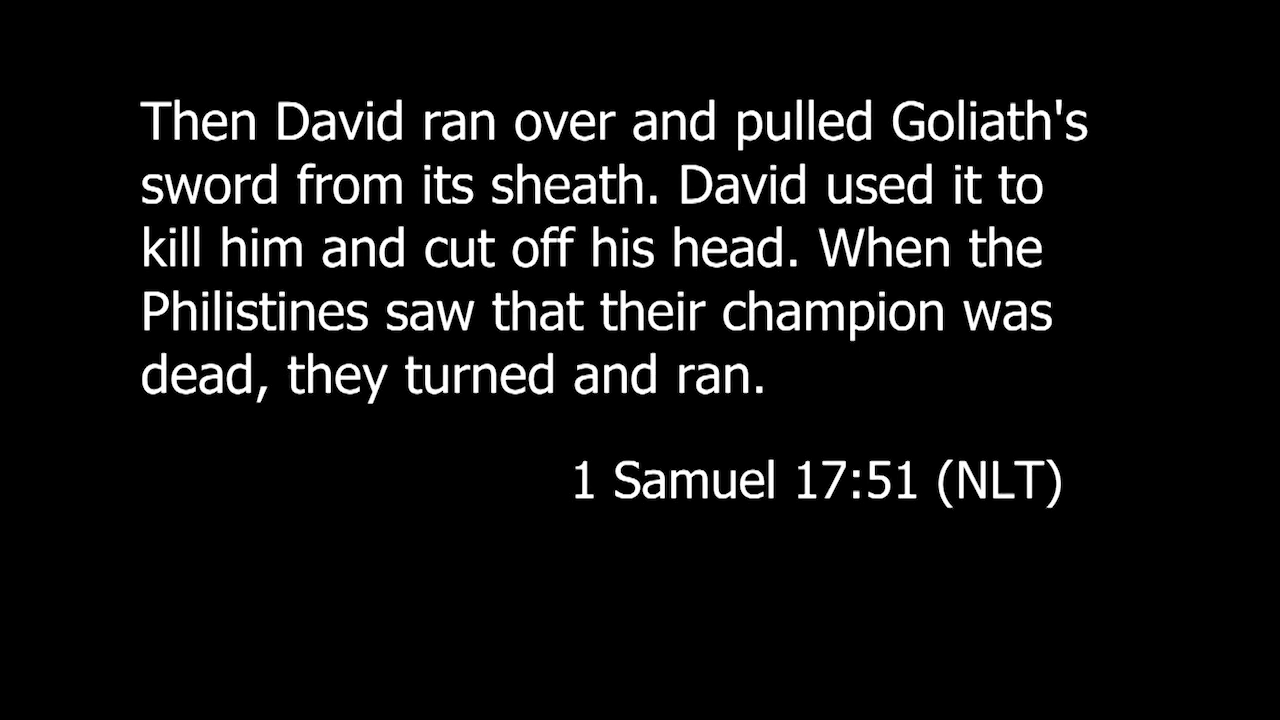 Then David ran over and pulled Goliath's
sword from its sheath. David used it to
kill him and cut off his head. When the
Philistines saw that their champion was
dead, they turned and ran.
1 Samuel 17:51 (NLT)